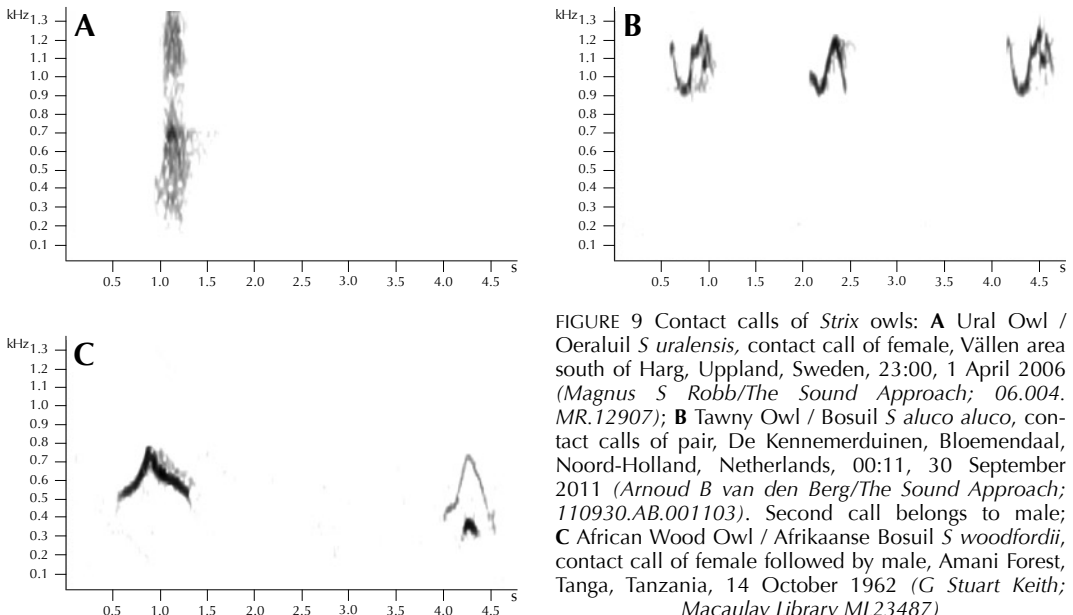 kHz 1.3
A
1.2
1.1
1.0
0.9
0.8
0.7
0.6
0.5
0.4
0.3
0.2
0.1
s
0.5 1.0 1.5 2.0 2.5 3.0 3.5 4.0 4.5
kHz 1.3
B
1.2
1.1
1.0
0.9
0.8
0.7
0.6
0.5
0.4
0.3
0.2
0.1
s
0.5 1.0 1.5 2.0 2.5 3.0 3.5 4.0 4.5
kHz 1.3
C
1.2
1.1
1.0
0.9
0.8
0.7
0.6
0.5
0.4
0.3
0.2
0.1
s
0.5 1.0 1.5 2.0 2.5 3.0 3.5 4.0 4.5
FIGURE 9 Contact calls of Strix owls: A Ural Owl /
Oeraluil S uralensis, contact call of female, Vällen area
south of Harg, Uppland, Sweden, 23:00, 1 April 2006
(Magnus S Robb/The Sound Approach; 06.004.
MR.12907); B Tawny Owl / Bosuil S aluco aluco, con-
tact calls of pair, De Kennemerduinen, Bloemendaal,
Noord-Holland, Netherlands, 00:11, 30 September
2011 (Arnoud B van den Berg/The Sound Approach;
110930.AB.001103). Second call belongs to male;
C African Wood Owl / Afrikaanse Bosuil S woodfordii,
contact call of female followed by male, Amani Forest,
Tanga, Tanzania, 14 October 1962 (G Stuart Keith;
Macaulay Library ML23487)